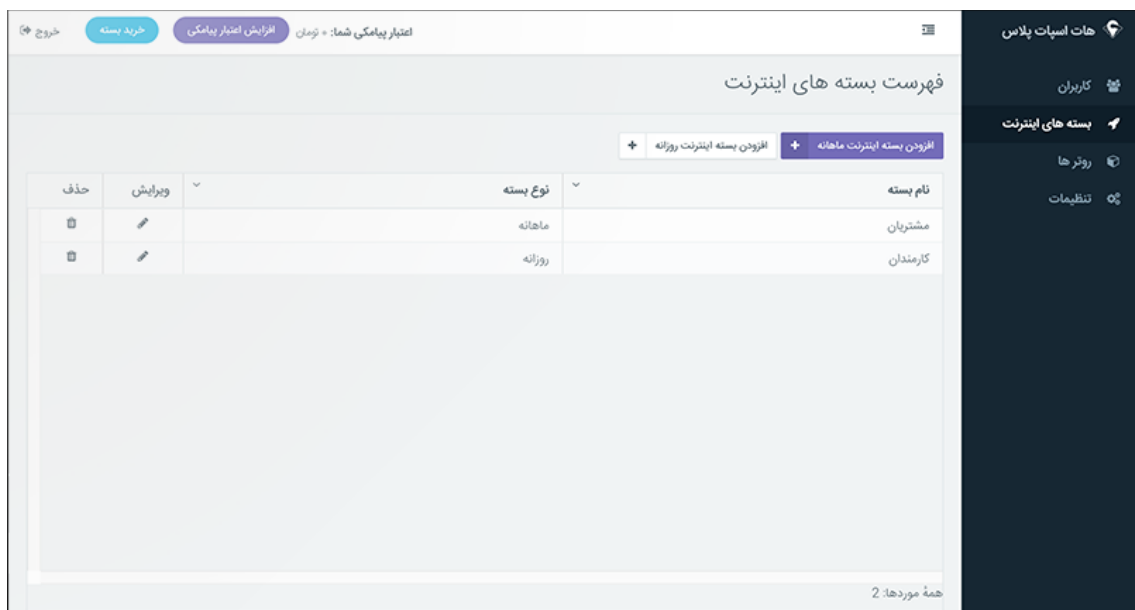 هات اسپات پلاس
اعتبار پیامکی شما: ۰ تومان افزایش اعتبار پیامکی خرید بسته خروج
کاربران
بسته های اینترنت
روتر ها
تنظیمات
فهرست بسته های اینترنت
افزودن بسته اینترنت ماهانه + افزودن بسته اینترنت روزانه +
نام بسته نوع بسته ویرایش حذف
مشتریان ماهانه
کارمندان روزانه
همهٔ موردها: 2